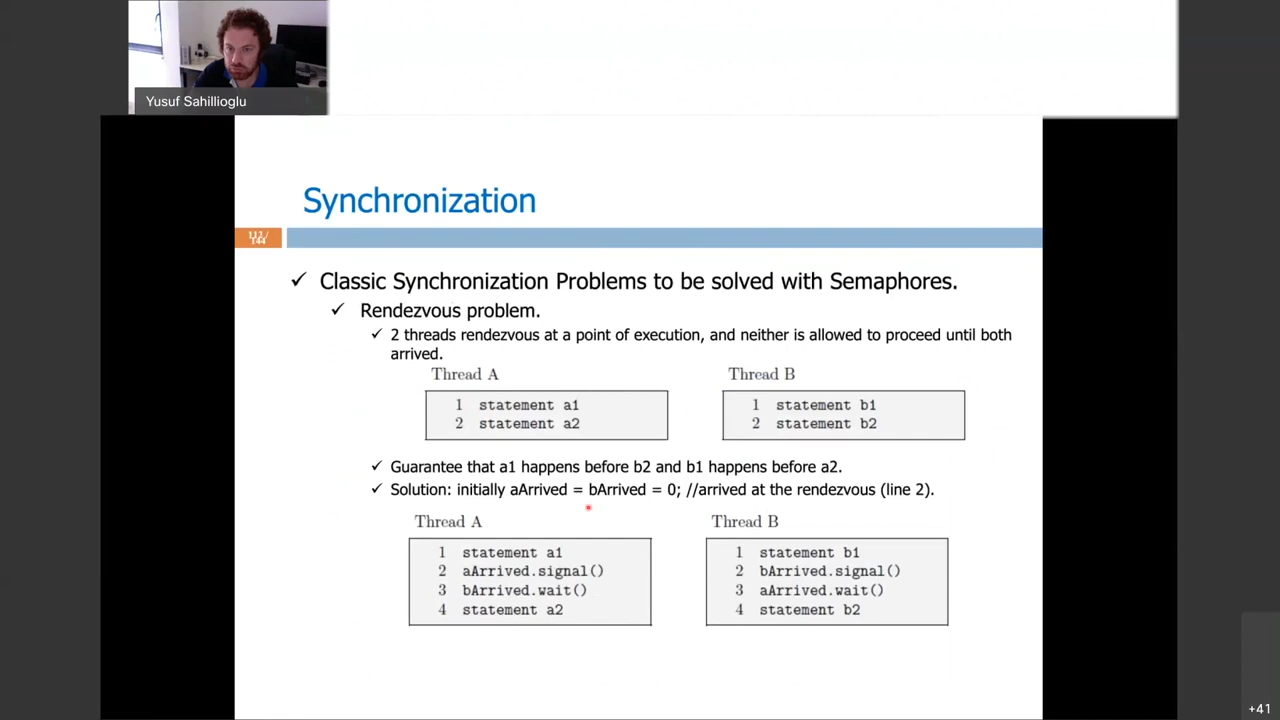 Yusuf Sahillioglu
Synchronization
113 /
144
✓ Classic Synchronization Problems to be solved with Semaphores.
✓ Rendezvous problem.
✓ 2 threads rendezvous at a point of execution, and neither is allowed to proceed until both
arrived.
Thread A
1 statement a1
2 statement a2
Thread B
1 statement b1
2 statement b2
✓ Guarantee that a1 happens before b2 and b1 happens before a2.
✓ Solution: initially aArrived = bArrived = 0; //arrived at the rendezvous (line 2).
Thread A
1 statement a1
2 aArrived.signal()
3 bArrived.wait()
4 statement a2
Thread B
1 statement b1
2 bArrived.signal()
3 aArrived.wait()
4 statement b2
+41